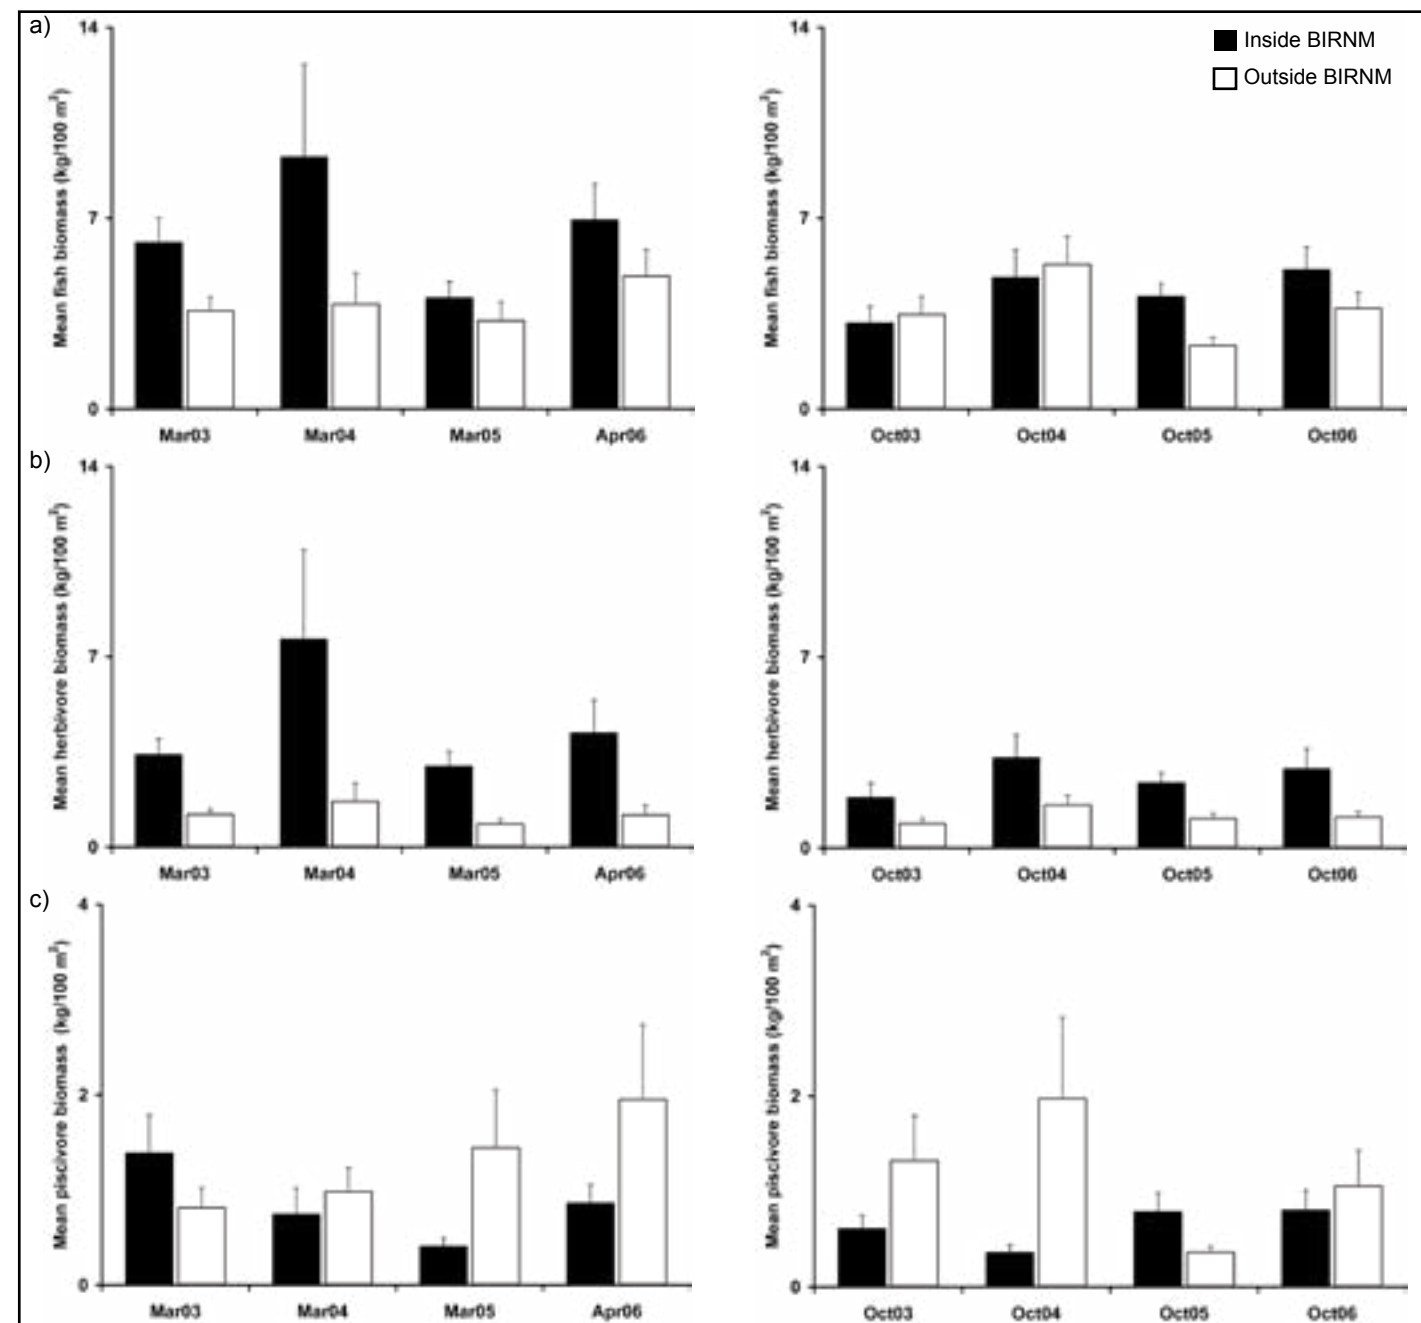 a)
14
7
0
Mean fish biomass (kg/100 m²)
Mar03 Mar04 Mar05 Apr06
14
7
0
Mean fish biomass (kg/100 m²)
Oct03 Oct04 Oct05 Oct06
Inside BIRNM
Outside BIRNM
b)
14
7
0
Mean herbivore biomass (kg/100 m²)
Mar03 Mar04 Mar05 Apr06
14
7
0
Mean herbivore biomass (kg/100 m²)
Oct03 Oct04 Oct05 Oct06
c)
4
2
0
Mean piscivore biomass (kg/100 m²)
Mar03 Mar04 Mar05 Apr06
4
2
0
Mean piscivore biomass (kg/100 m²)
Oct03 Oct04 Oct05 Oct06